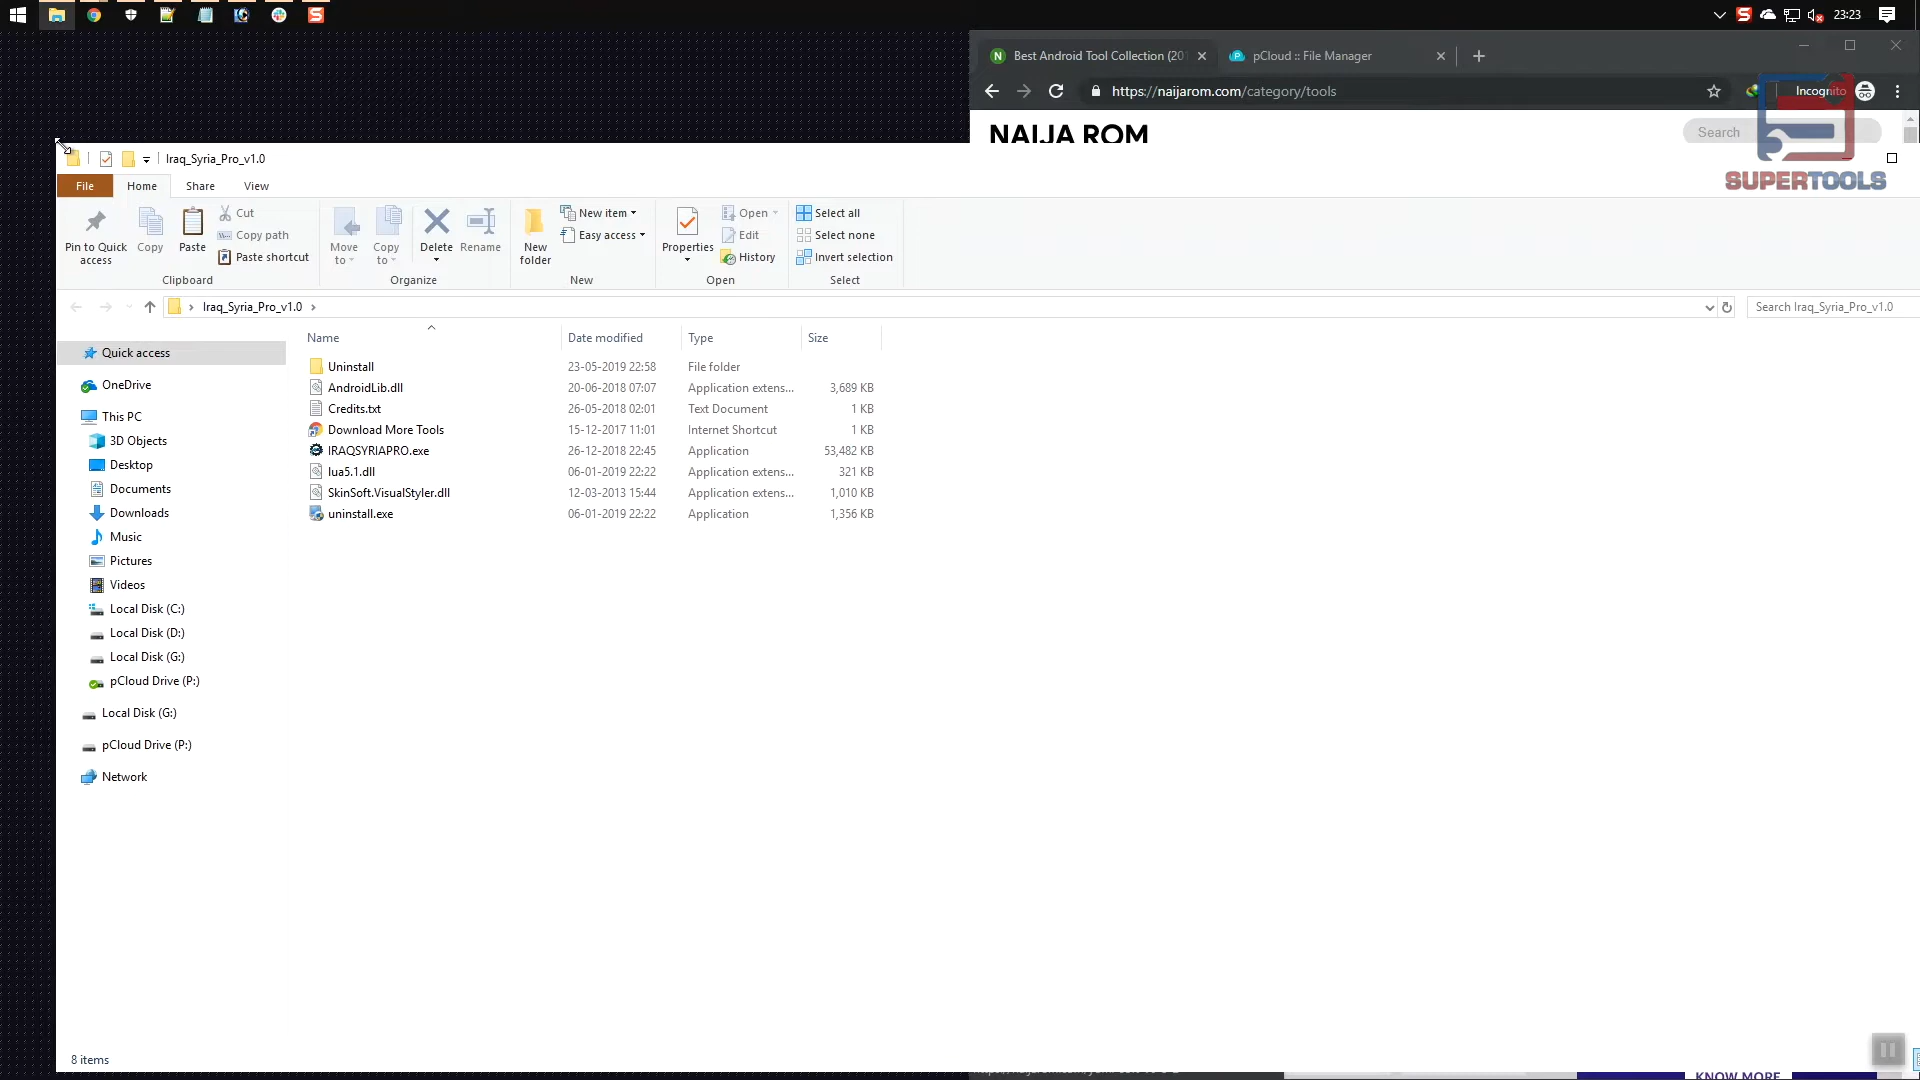 23:23
Best Android Tool Collection (20
pCloud :: File Manager
https://naijarom.com/category/tools
Incognito
NAIJA ROM
Search
SUPERTOOLS
Iraq_Syria_Pro_v1.0
File
Home
Share
View
Pin to Quick
access
Copy
Paste
Cut
Copy path
Paste shortcut
Clipboard
Move
to
Copy
to
Delete
Rename
Organize
New
folder
New item
Easy access
New
Properties
Open
Edit
History
Open
Select all
Select none
Invert selection
Select
Iraq_Syria_Pro_v1.0
Search Iraq_Syria_Pro_v1.0
Name Date modified Type Size
Uninstall 23-05-2019 22:58 File folder
AndroidLib.dll 20-06-2018 07:07 Application extens... 3,689 KB
Credits.txt 26-05-2018 02:01 Text Document 1 KB
Download More Tools 15-12-2017 11:01 Internet Shortcut 1 KB
IRAQSYRIAPRO.exe 26-12-2018 22:45 Application 53,482 KB
lua5.1.dll 06-01-2019 22:22 Application extens... 321 KB
SkinSoft.VisualStyler.dll 12-03-2013 15:44 Application extens... 1,010 KB
uninstall.exe 06-01-2019 22:22 Application 1,356 KB
Quick access
OneDrive
This PC
3D Objects
Desktop
Documents
Downloads
Music
Pictures
Videos
Local Disk (C:)
Local Disk (D:)
Local Disk (G:)
pCloud Drive (P:)
Local Disk (G:)
pCloud Drive (P:)
Network
8 items
KNOW MORE